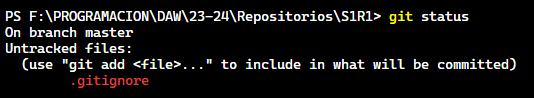 PS F:\PROGRAMACION\DAW\23-24\Repositorios\S1R1> git status
On branch master
Untracked files:
  (use "git add <file>..." to include in what will be committed)
        .gitignore